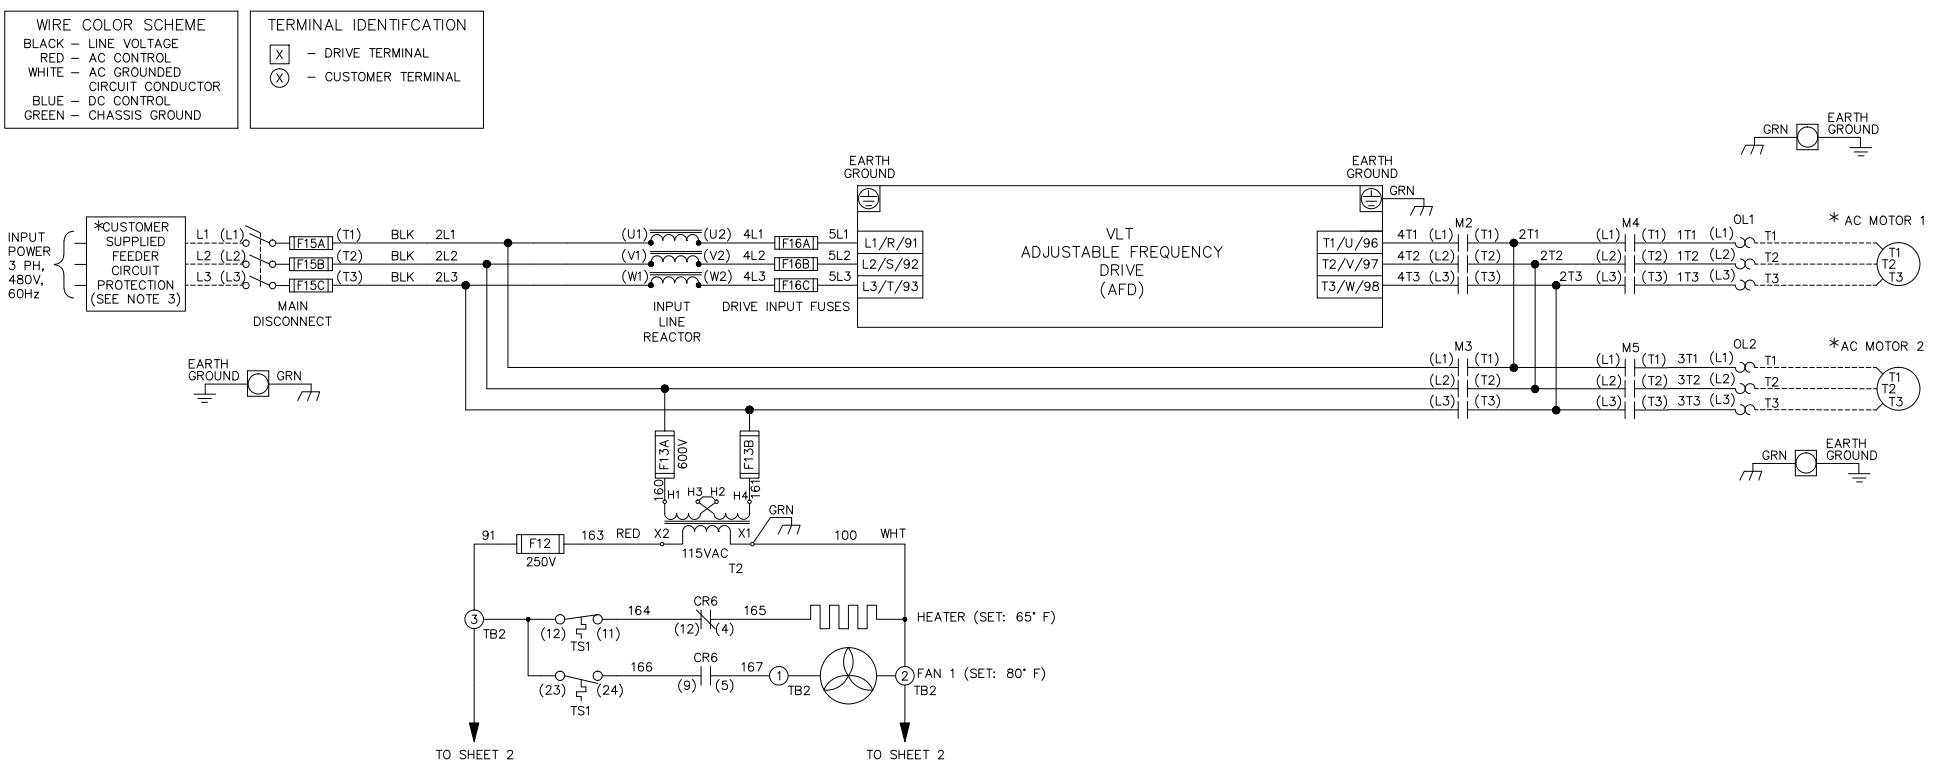 WIRE COLOR SCHEME
BLACK – LINE VOLTAGE
RED – AC CONTROL
WHITE – AC GROUNDED
CIRCUIT CONDUCTOR
BLUE – DC CONTROL
GREEN – CHASSIS GROUND
TERMINAL IDENTIFCATION
X – DRIVE TERMINAL
X – CUSTOMER TERMINAL
GRN
EARTH
GROUND
EARTH
GROUND
EARTH
GROUND
GRN
INPUT
POWER
3 PH,
480V,
60Hz
*CUSTOMER
SUPPLIED
FEEDER
CIRCUIT
PROTECTION
(SEE NOTE 3)
L1 (L1) F15A (T1) BLK 2L1 (U1) (U2) 4L1 F16A 5L1 L1/R/91
L2 (L2) F15B (T2) BLK 2L2 (V1) (V2) 4L2 F16B 5L2 L2/S/92
L3 (L3) F15C (T3) BLK 2L3 (W1) (W2) 4L3 F16C 5L3 L3/T/93
MAIN
DISCONNECT
INPUT
LINE
REACTOR
DRIVE INPUT FUSES
VLT
ADJUSTABLE FREQUENCY
DRIVE
(AFD)
M2 M4 OL1 * AC MOTOR 1
T1/U/96 4T1 (L1) (T1) 2T1 (L1) (T1) 1T1 (L1) T1
T2/V/97 4T2 (L2) (T2) 2T2 (L2) (T2) 1T2 (L2) T2
T3/W/98 4T3 (L3) (T3) 2T3 (L3) (T3) 1T3 (L3) T3
T1
T2
T3
EARTH
GROUND
GRN
M3 M5 OL2 *AC MOTOR 2
(L1) (T1) (L1) (T1) 3T1 (L1) T1
(L2) (T2) (L2) (T2) 3T2 (L2) T2
(L3) (T3) (L3) (T3) 3T3 (L3) T3
T1
T2
T3
GRN
EARTH
GROUND
F13A
600V
F13B
160
161
H1 H3 H2 H4
GRN
91 F12 163 RED X2 X1 100 WHT
250V
115VAC
T2
3
TB2
(12) (11)
TS1
164
CR6
(12) (4)
165
HEATER (SET: 65° F)
(23) (24)
TS1
166
CR6
(9) (5)
167
1
TB2
2
TB2
FAN 1 (SET: 80° F)
TO SHEET 2
TO SHEET 2